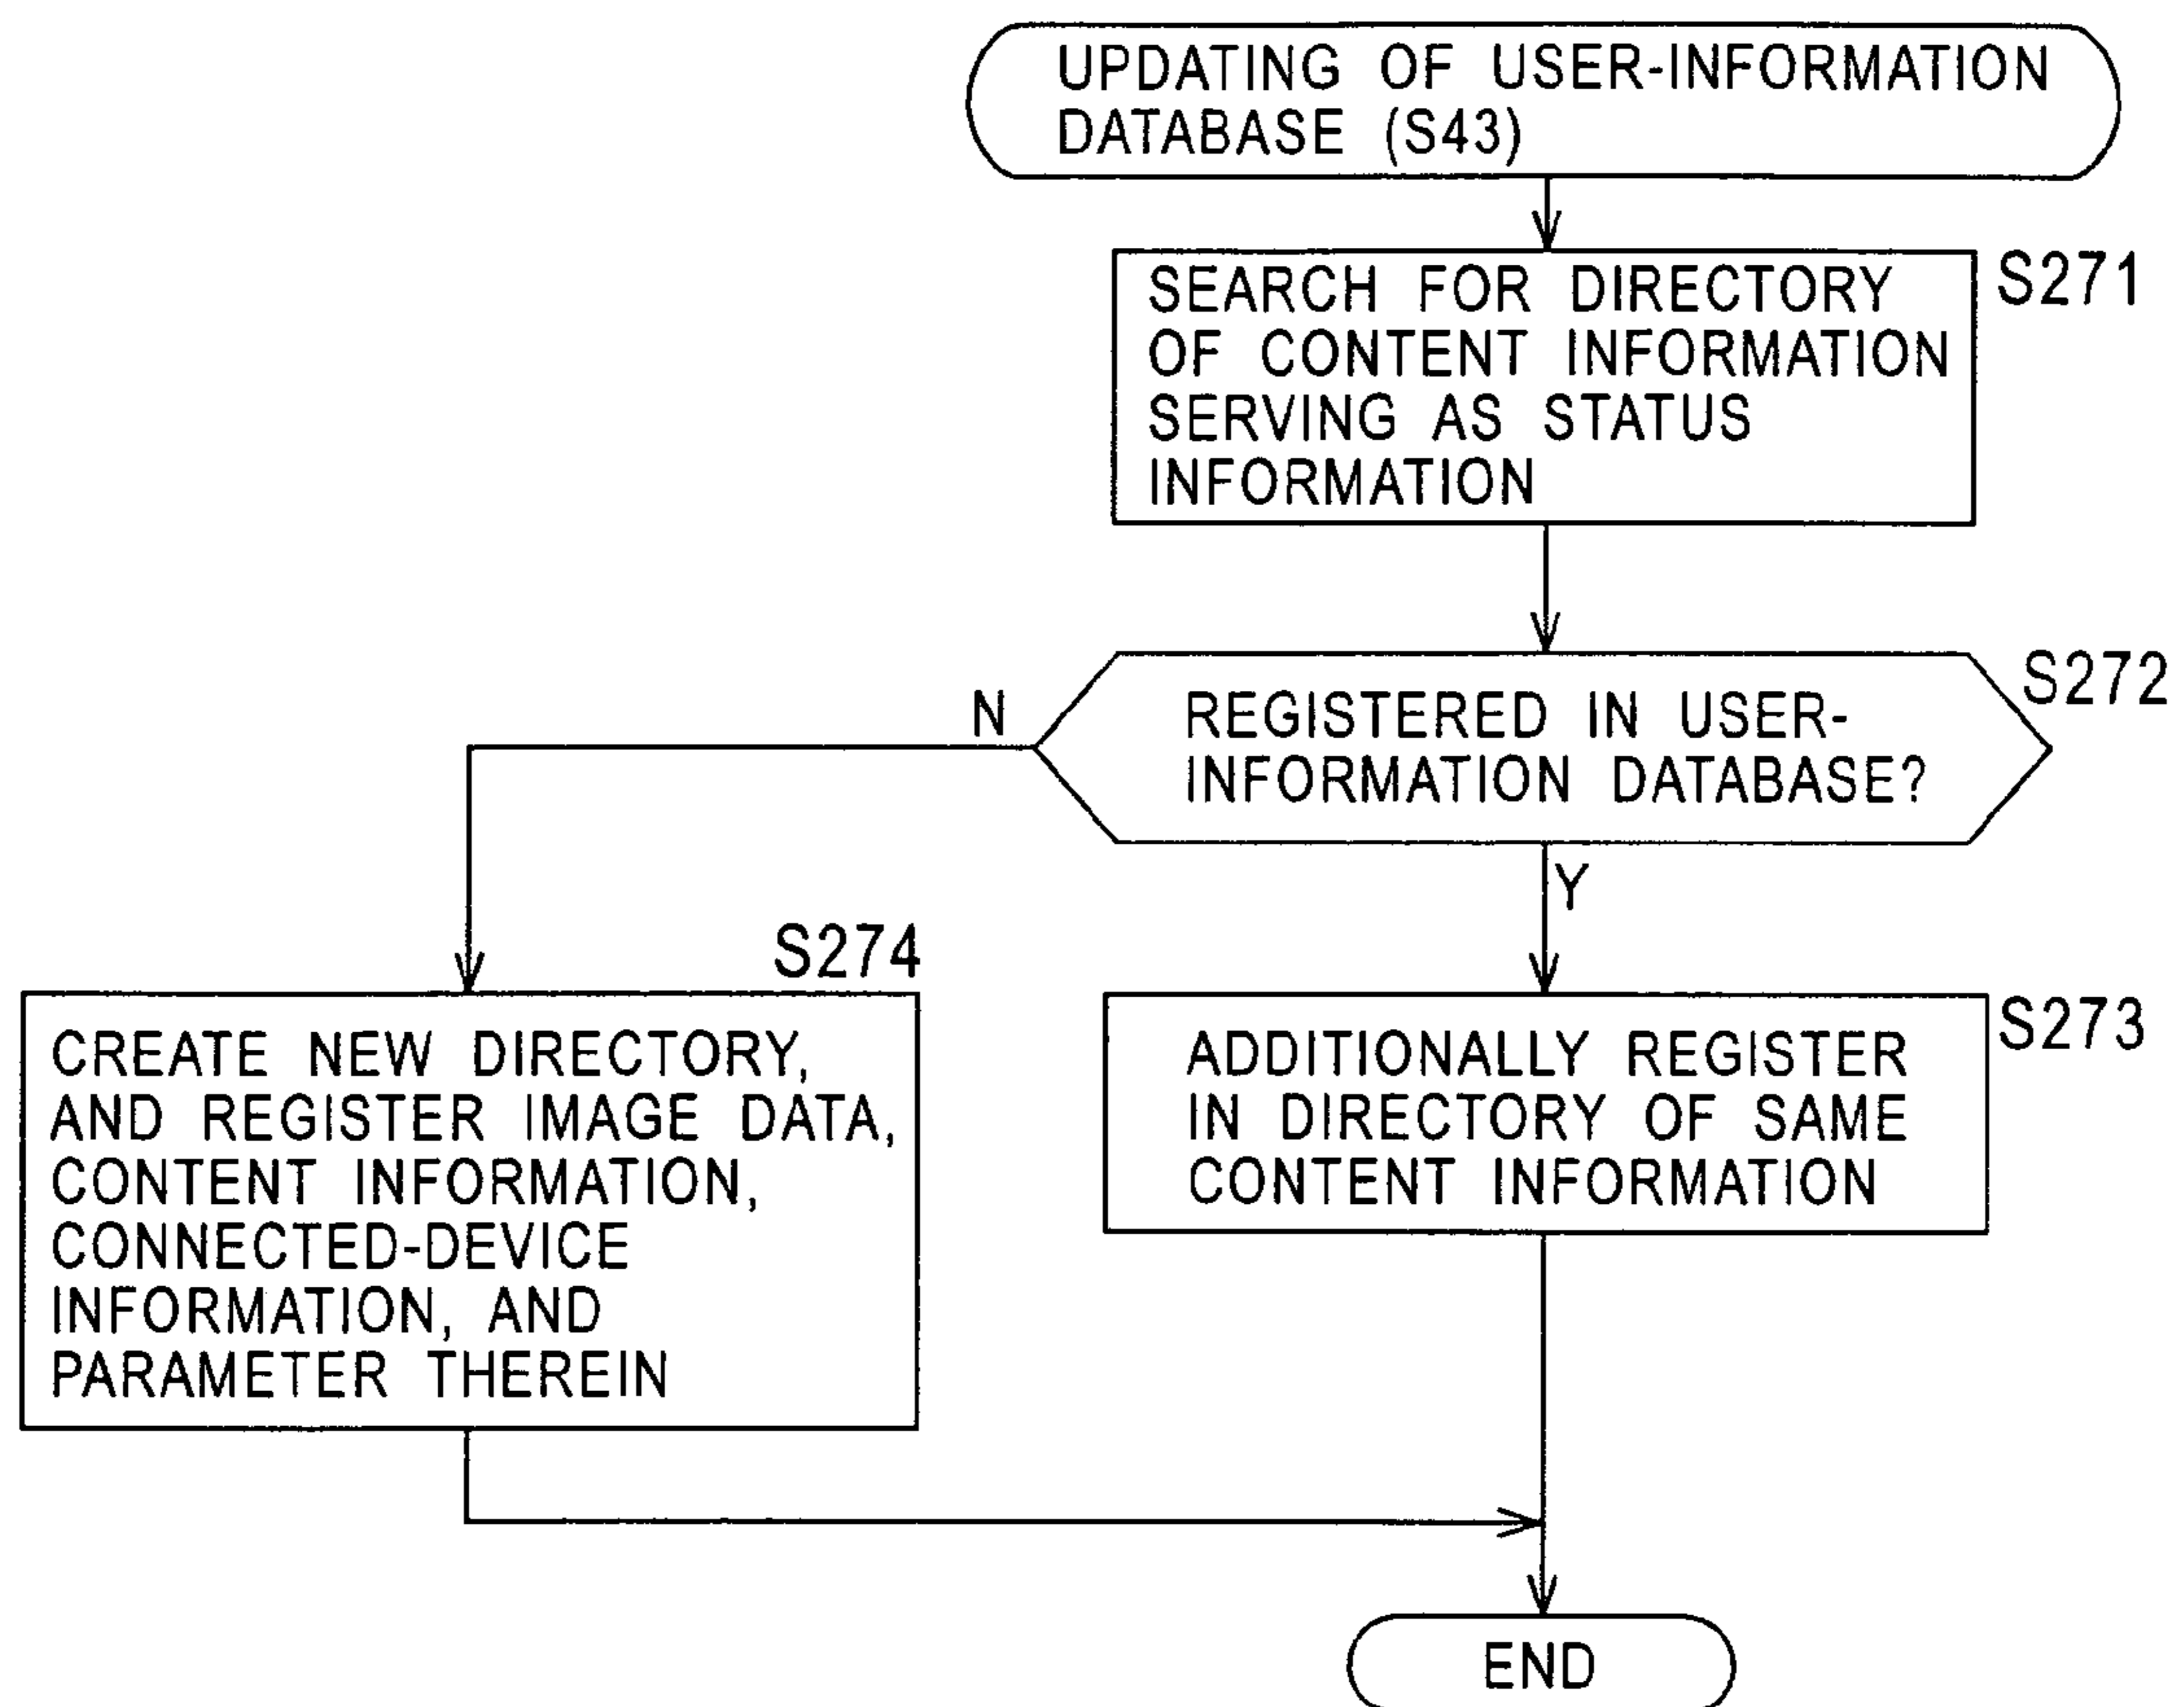 UPDATING OF USER-INFORMATION
DATABASE (S43)
SEARCH FOR DIRECTORY
OF CONTENT INFORMATION
SERVING AS STATUS
INFORMATION
S271
REGISTERED IN USER-
INFORMATION DATABASE?
S272
N
Y
S274
CREATE NEW DIRECTORY,
AND REGISTER IMAGE DATA,
CONTENT INFORMATION,
CONNECTED-DEVICE
INFORMATION, AND
PARAMETER THEREIN
S273
ADDITIONALLY REGISTER
IN DIRECTORY OF SAME
CONTENT INFORMATION
END